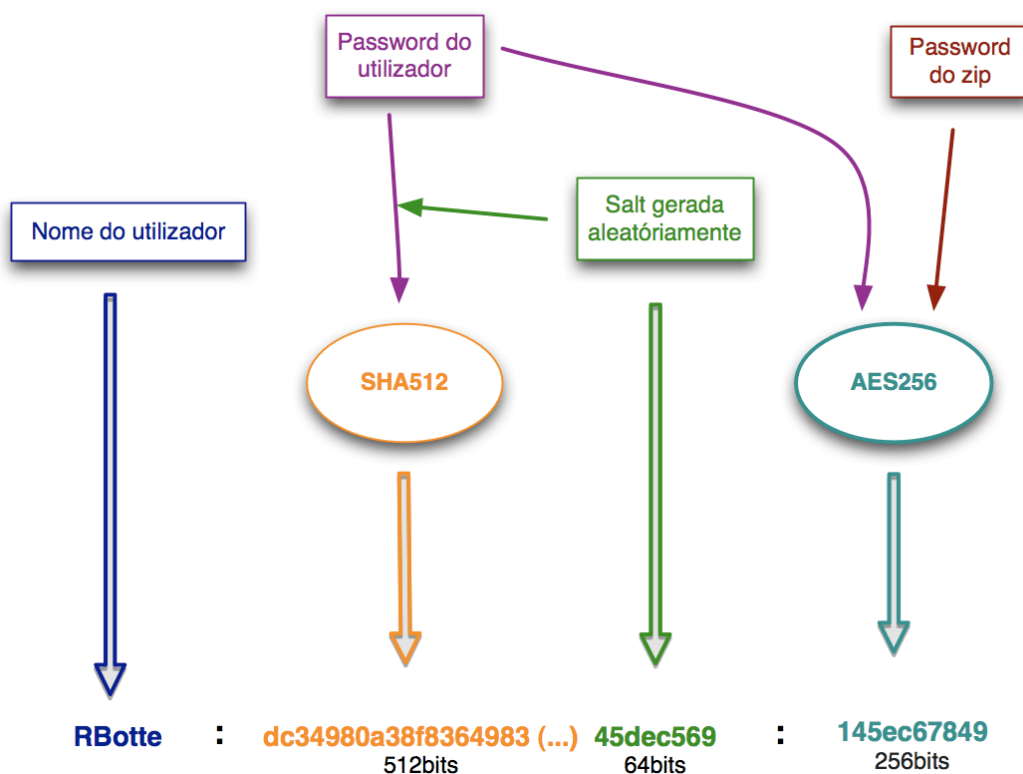 Password do
utilizador
Password
do zip
Nome do utilizador
Salt gerada
aleatóriamente
SHA512
AES256
RBotte : dc34980a38f8364983 (...) 45dec569 : 145ec67849
512bits 64bits 256bits